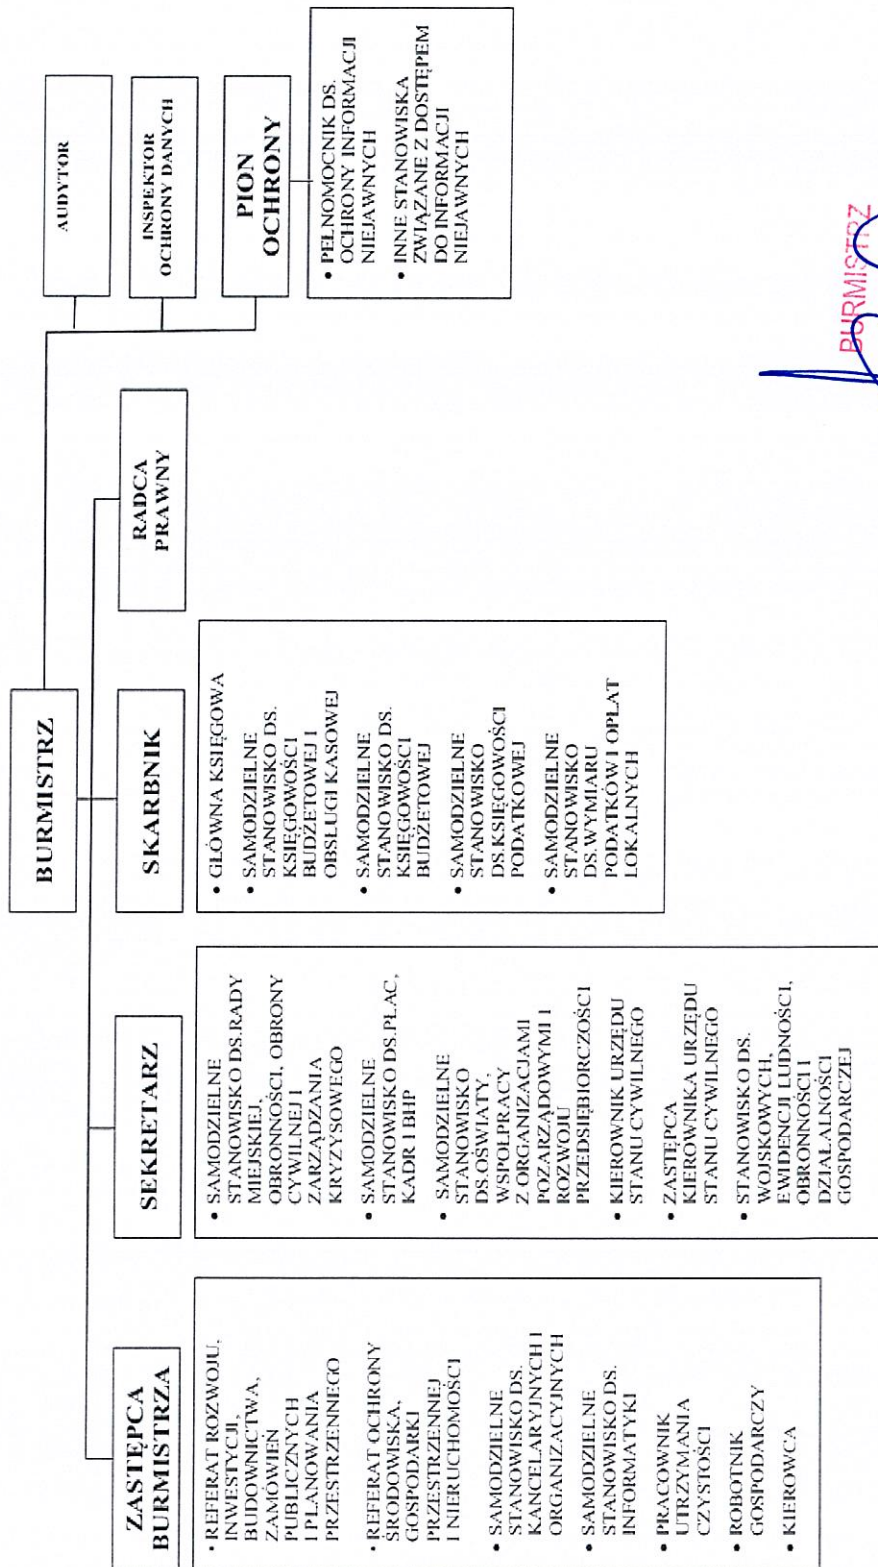 BURMISTRZ
ZASTĘPCA
BURMISTRZA
• REFERAT ROZWOJU,
INWESTYCJI,
BUDOWNICTWA,
ZAMÓWIEŃ
PUBLICZNYCH
I PLANOWANIA
PRZESTRZENNEGO
• REFERAT OCHRONY
ŚRODOWISKA,
GOSPODARKI
PRZESTRZENNEJ
I NIERUCHOMOŚCI
• SAMODZIELNE
STANOWISKO DS.
KANCELARYJNYCH I
ORGANIZACYJNYCH
• SAMODZIELNE
STANOWISKO DS.
INFORMATYKI
• PRACOWNIK
UTRZYMANIA
CZYSTOŚCI
• ROBOTNIK
GOSPODARCZY
• KIEROWCA
SEKRETARZ
• SAMODZIELNE
STANOWISKO DS.RADY
MIEJSKIEJ,
OBRONNOŚCI, OBRONY
CYWILNEJ I
ZARZĄDZANIA
KRYZYSOWEGO
• SAMODZIELNE
STANOWISKO DS.PŁAC,
KADR I BHP
• SAMODZIELNE
STANOWISKO
DS.OŚWIATY,
WSPÓŁPRACY
Z ORGANIZACJAMI
POZARZĄDOWYMI I
ROZWOJU
PRZEDSIĘBIORCZOŚCI
• KIEROWNIK URZĘDU
STANU CYWILNEGO
• ZASTĘPCA
KIEROWNIKA URZĘDU
STANU CYWILNEGO
• STANOWISKO DS.
WOJSKOWYCH,
EWIDENCJI LUDNOŚCI,
OBRONNOŚCI I
DZIAŁALNOŚCI
GOSPODARCZEJ
SKARBNIK
• GŁÓWNA KSIĘGOWA
• SAMODZIELNE
STANOWISKO DS.
KSIĘGOWOŚCI
BUDŻETOWEJ I
OBSŁUGI KASOWEJ
• SAMODZIELNE
STANOWISKO DS.
KSIĘGOWOŚCI
BUDŻETOWEJ
• SAMODZIELNE
STANOWISKO
DS.KSIĘGOWOŚCI
PODATKOWEJ
• SAMODZIELNE
STANOWISKO
DS.WYMIARU
PODATKÓW I OPŁAT
LOKALNYCH
RADCA
PRAWNY
AUDYTOR
INSPEKTOR
OCHRONY DANYCH
PION
OCHRONY
• PEŁNOMOCNIK DS.
OCHRONY INFORMACJI
NIEJAWNYCH
• INNE STANOWISKA
ZWIĄZANE Z DOSTĘPEM
DO INFORMACJI
NIEJAWNYCH
BURMISTRZ